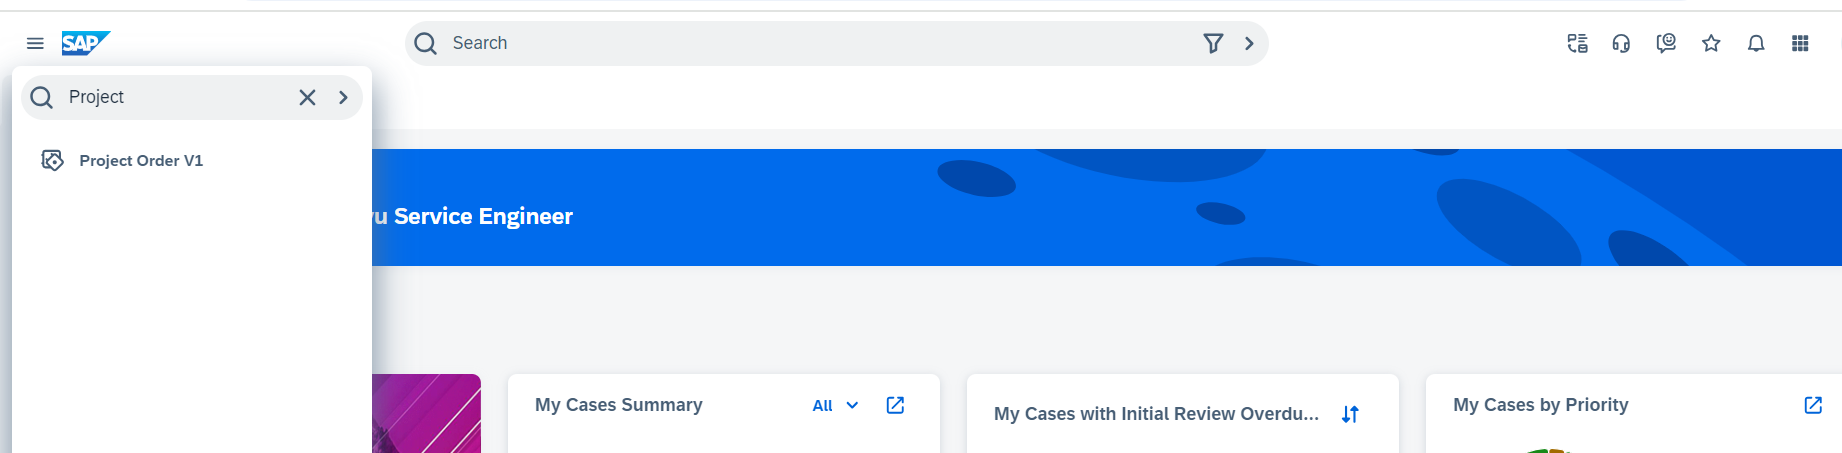 SAP
Search
Project
Project Order V1
Service Engineer
My Cases Summary
All
My Cases with Initial Review Overdu...
My Cases by Priority